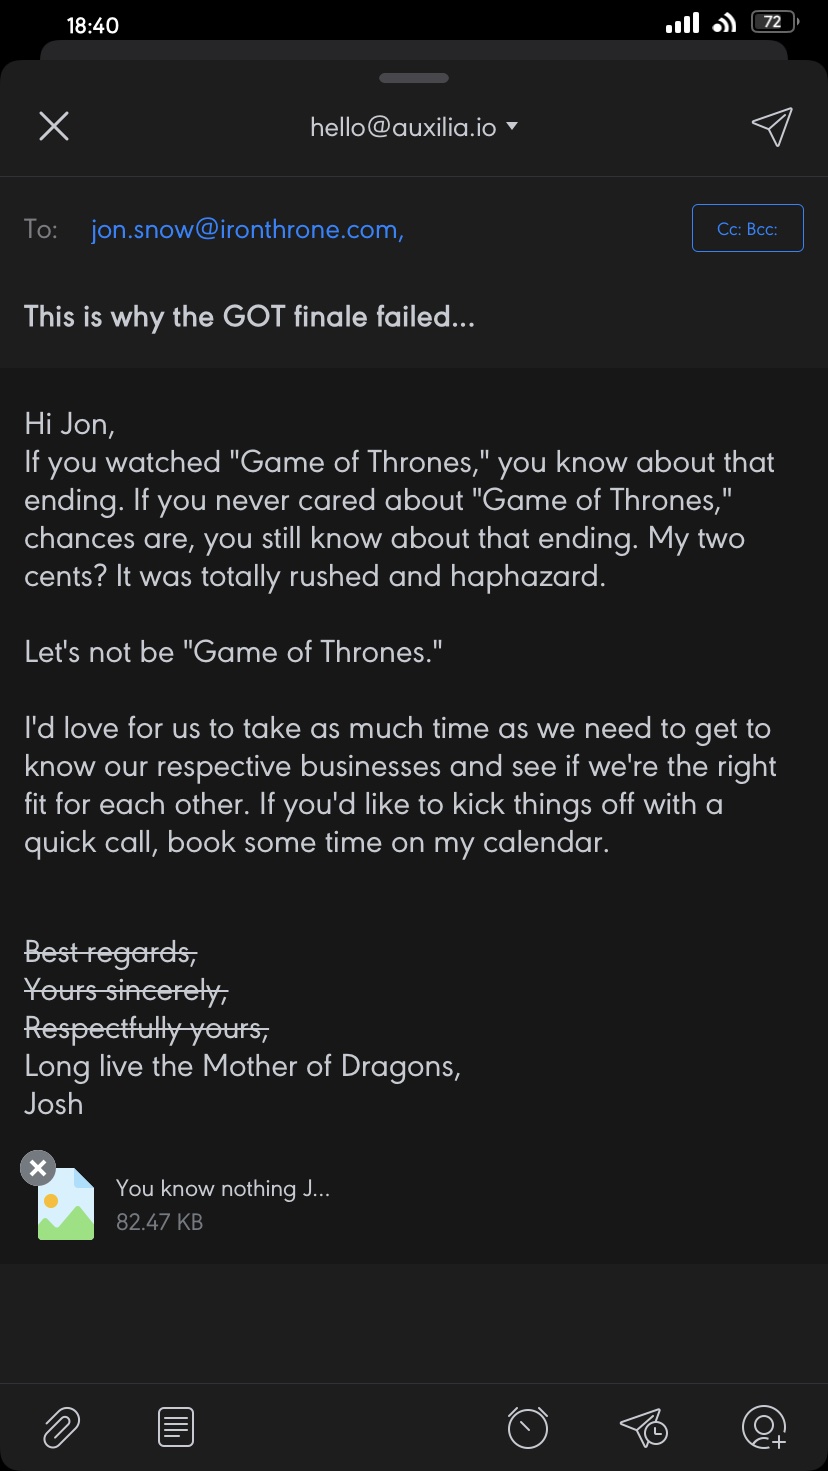 18:40
72
hello@auxilia.io
To: jon.snow@ironthrone.com,
Cc: Bcc:
This is why the GOT finale failed...
Hi Jon,
If you watched "Game of Thrones," you know about that
ending. If you never cared about "Game of Thrones,"
chances are, you still know about that ending. My two
cents? It was totally rushed and haphazard.
Let's not be "Game of Thrones."
I'd love for us to take as much time as we need to get to
know our respective businesses and see if we're the right
fit for each other. If you'd like to kick things off with a
quick call, book some time on my calendar.
Best regards,
Yours sincerely,
Respectfully yours,
Long live the Mother of Dragons,
Josh
You know nothing J...
82.47 KB